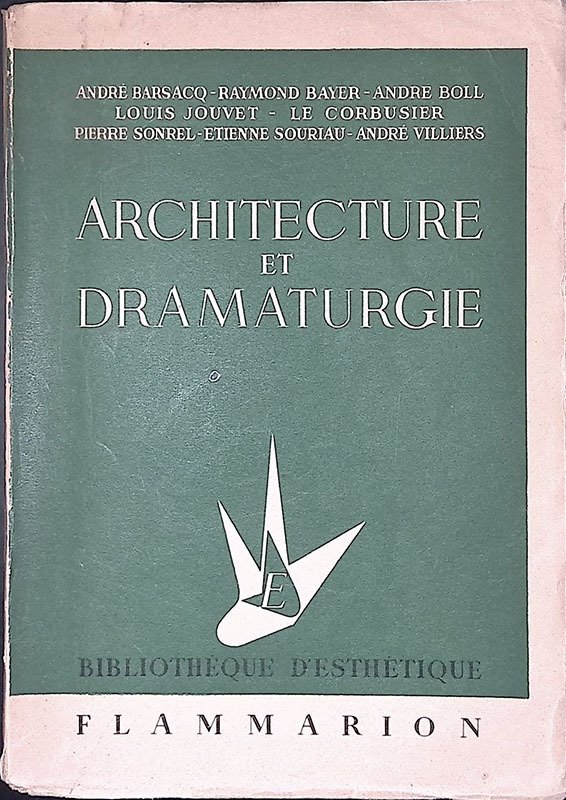 ANDRÉ BARSACQ - RAYMOND BAYER - ANDRE BOLL
LOUIS JOUVET - LE CORBUSIER
PIERRE SONREL - ETIENNE SOURIAU - ANDRÉ VILLIERS
ARCHITECTURE
ET
DRAMATURGIE
E
BIBLIOTHÈQUE D'ESTHÉTIQUE
FLAMMARION